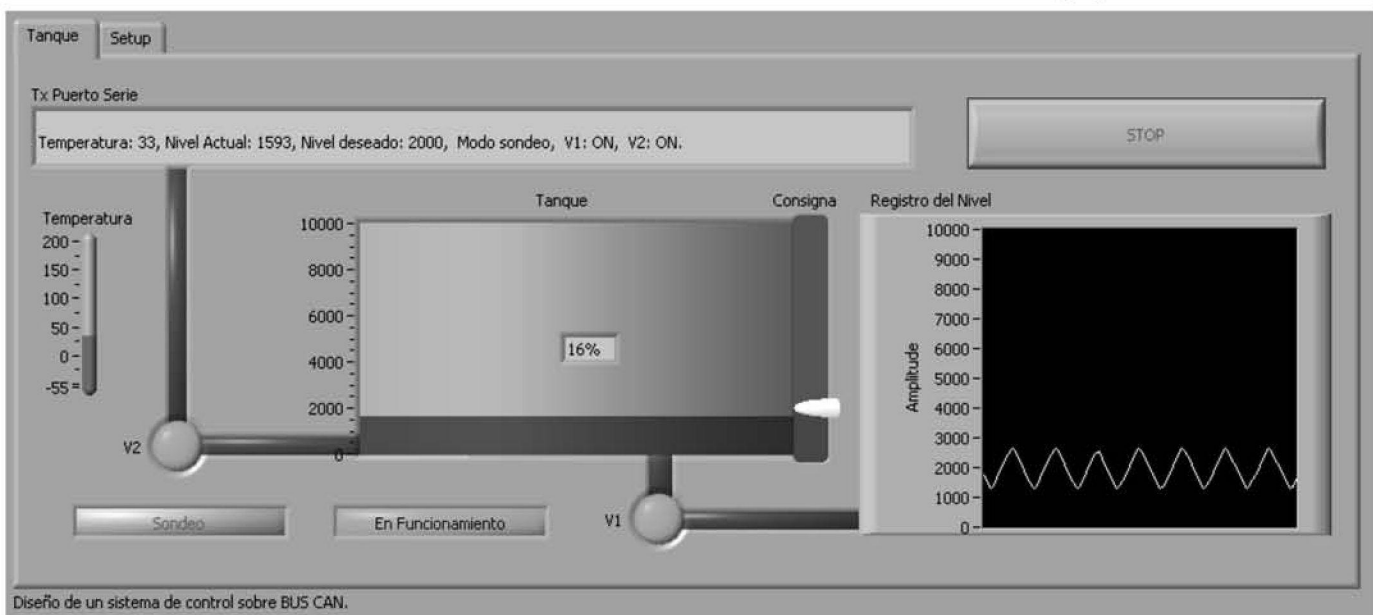 Tanque
Setup
Tx Puerto Serie
Temperatura: 33, Nivel Actual: 1593, Nivel deseado: 2000, Modo sondeo, V1: ON, V2: ON.
STOP
Temperatura
200
150
100
50
0
-55
Tanque
Consigna
10000
8000
6000
4000
2000
0
16%
Registro del Nivel
Amplitude
10000
9000
8000
7000
6000
5000
4000
3000
2000
1000
0
V2
V1
Sondeo
En Funcionamiento
Diseño de un sistema de control sobre BUS CAN.